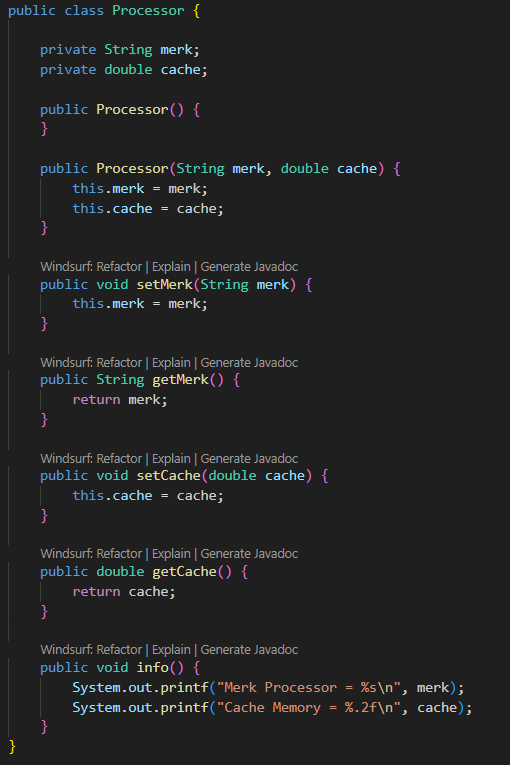 public class Processor {
private String merk;
private double cache;
public Processor() {
}
public Processor(String merk, double cache) {
this.merk = merk;
this.cache = cache;
}
Windsurf: Refactor | Explain | Generate Javadoc
public void setMerk(String merk) {
this.merk = merk;
}
Windsurf: Refactor | Explain | Generate Javadoc
public String getMerk() {
return merk;
}
Windsurf: Refactor | Explain | Generate Javadoc
public void setCache(double cache) {
this.cache = cache;
}
Windsurf: Refactor | Explain | Generate Javadoc
public double getCache() {
return cache;
}
Windsurf: Refactor | Explain | Generate Javadoc
public void info() {
System.out.printf("Merk Processor = %s\n", merk);
System.out.printf("Cache Memory = %.2f\n", cache);
}
}